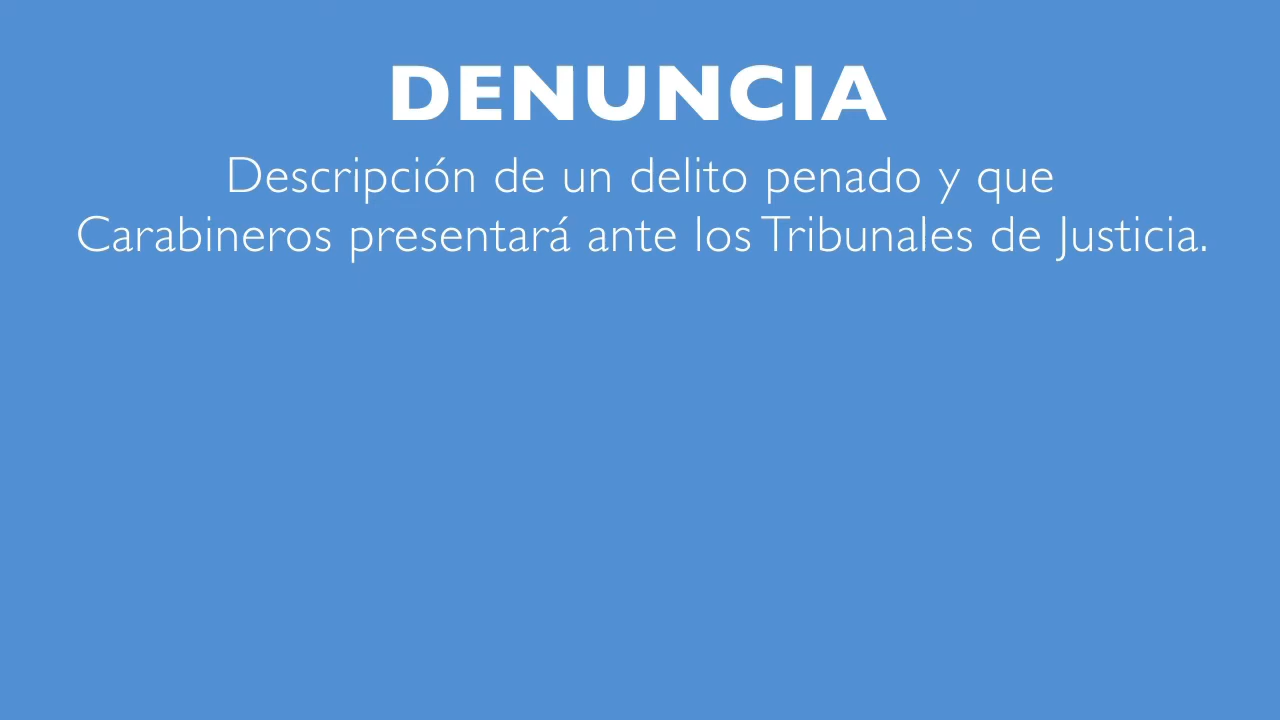 DENUNCIA
Descripción de un delito penado y que
Carabineros presentará ante los Tribunales de Justicia.